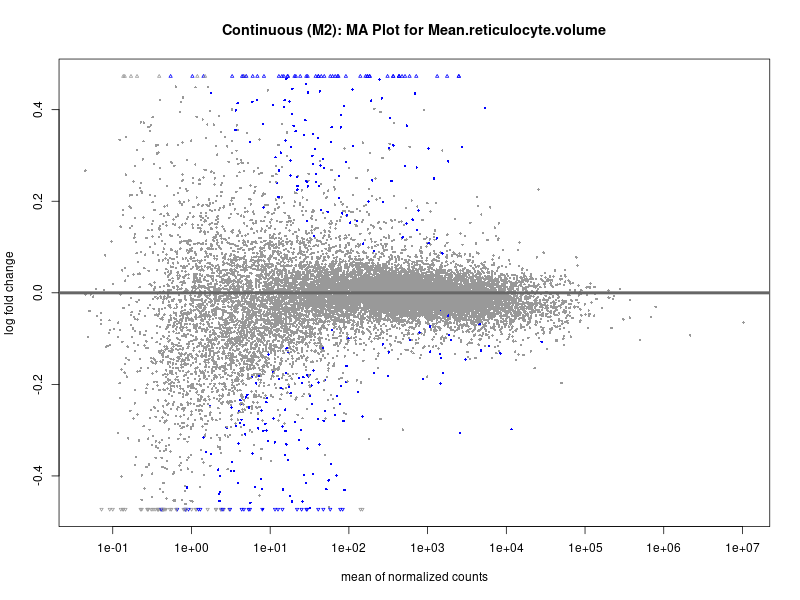 Continuous (M2): MA Plot for Mean.reticulocyte.volume
0.4
0.2
0.0
-0.2
-0.4
log fold change
1e-01 1e+00 1e+01 1e+02 1e+03 1e+04 1e+05 1e+06 1e+07
mean of normalized counts